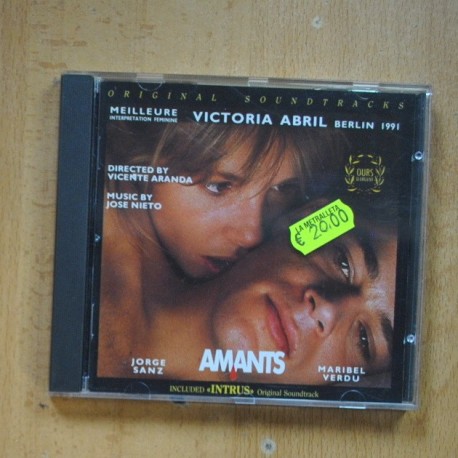 ORIGINAL SOUNDTRACKS
MEILLEURE
INTERPRETATION FEMININE
VICTORIA ABRIL BERLIN 1991
DIRECTED BY
VICENTE ARANDA
MUSIC BY
JOSE NIETO
OURS
LA METRALLETA
€ 20.00
AMANTS
JORGE
SANZ
MARIBEL
VERDU
INCLUDED «INTRUS» Original Soundtrack